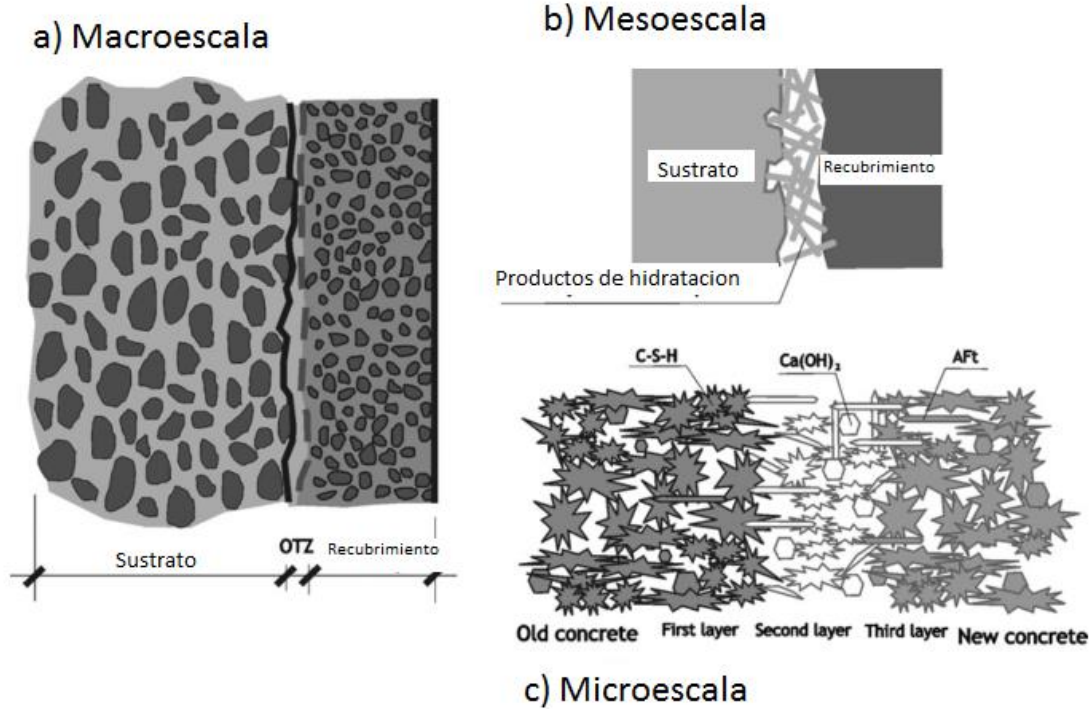 a) Macroescala
Sustrato
OTZ
Recubrimiento
b) Mesoescala
Sustrato
Recubrimiento
Productos de hidratacion
C-S-H
Ca(OH)₂
AFt
Old concrete
First layer
Second layer
Third layer
New concrete
c) Microescala